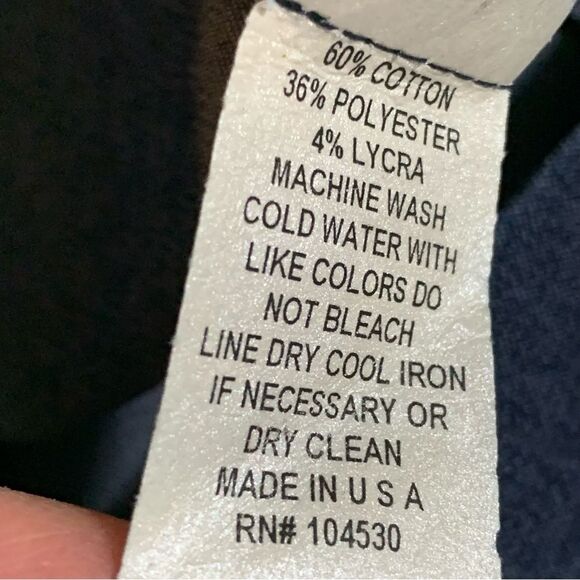 60% COTTON
36% POLYESTER
4% LYCRA
MACHINE WASH
COLD WATER WITH
LIKE COLORS DO
NOT BLEACH
LINE DRY COOL IRON
IF NECESSARY OR
DRY CLEAN
MADE IN U S A
RN# 104530